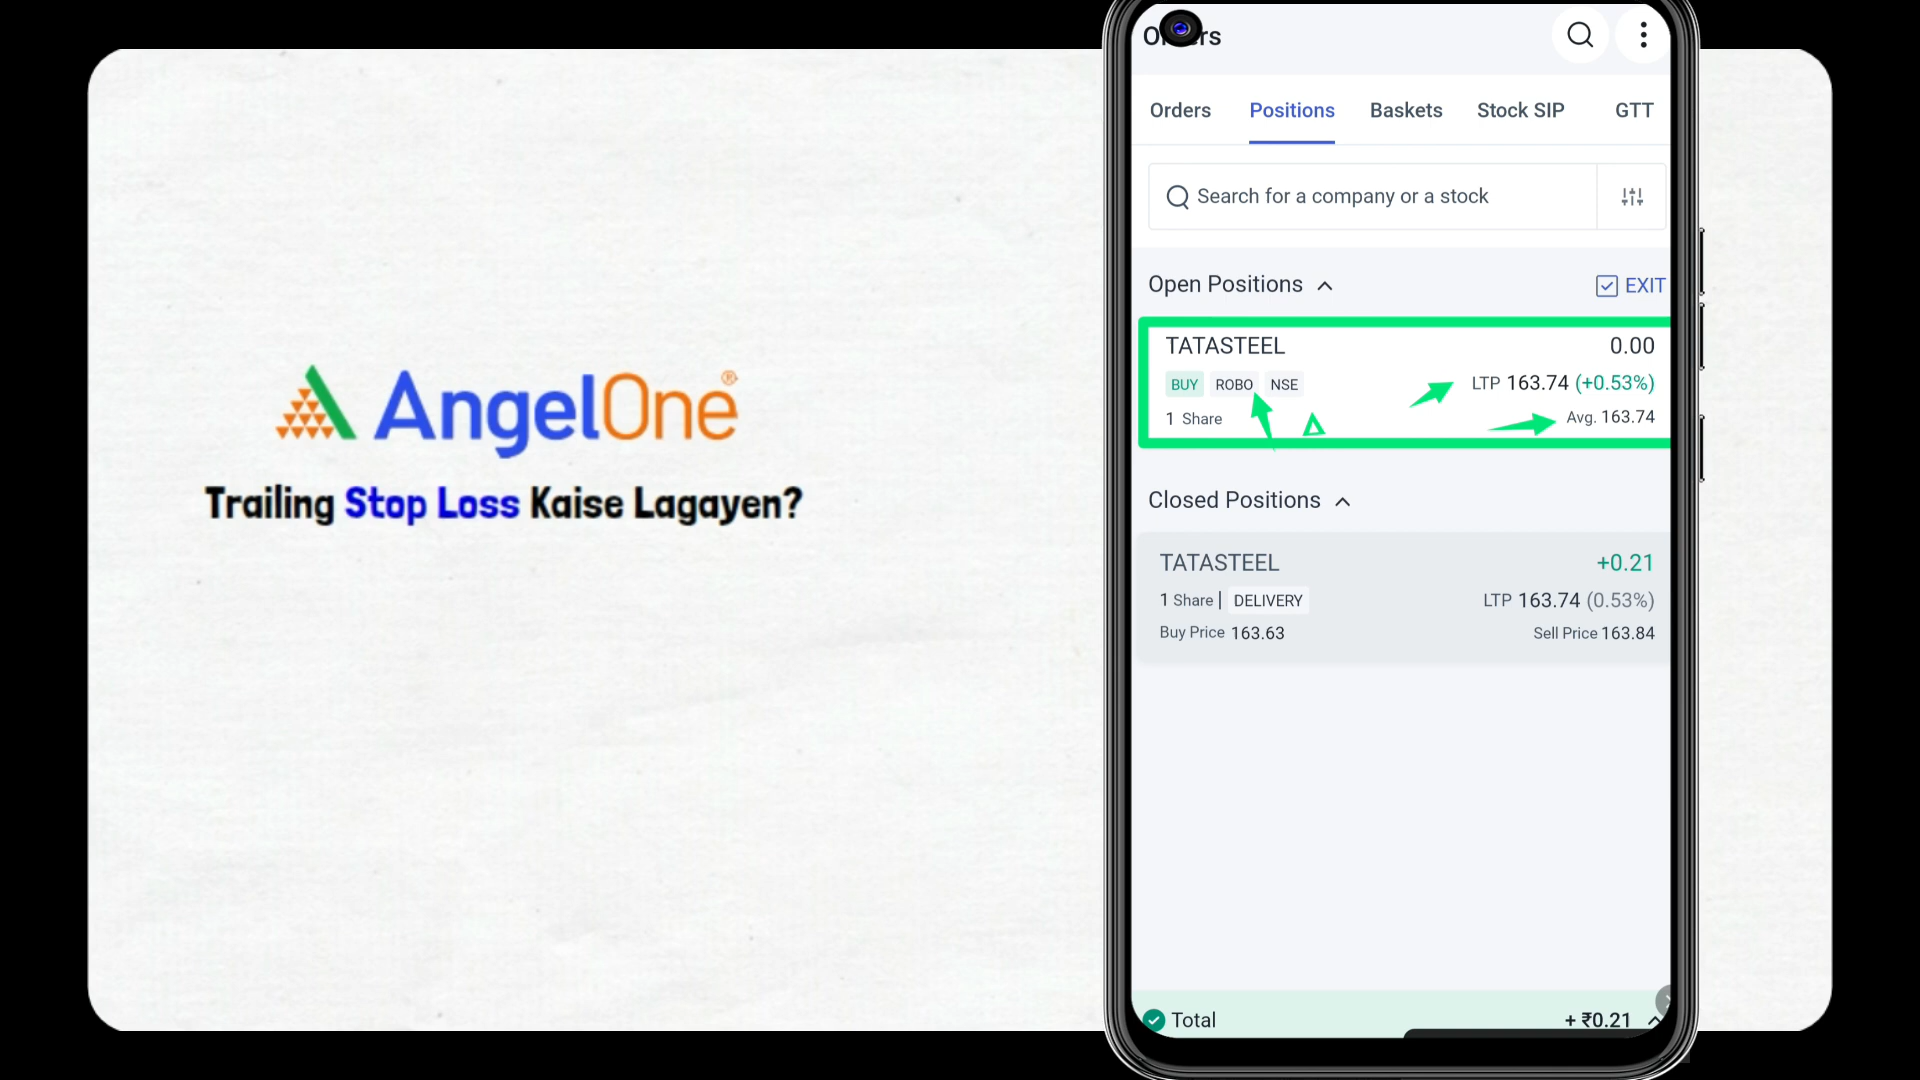 AngelOne®
Trailing Stop Loss Kaise Lagayen?
Orders
Orders Positions Baskets Stock SIP GTT
Search for a company or a stock
Open Positions EXIT
TATASTEEL 0.00
BUY ROBO NSE LTP 163.74 (+0.53%)
1 Share Avg. 163.74
Closed Positions
TATASTEEL +0.21
1 Share | DELIVERY LTP 163.74 (0.53%)
Buy Price 163.63 Sell Price 163.84
Total + ₹0.21